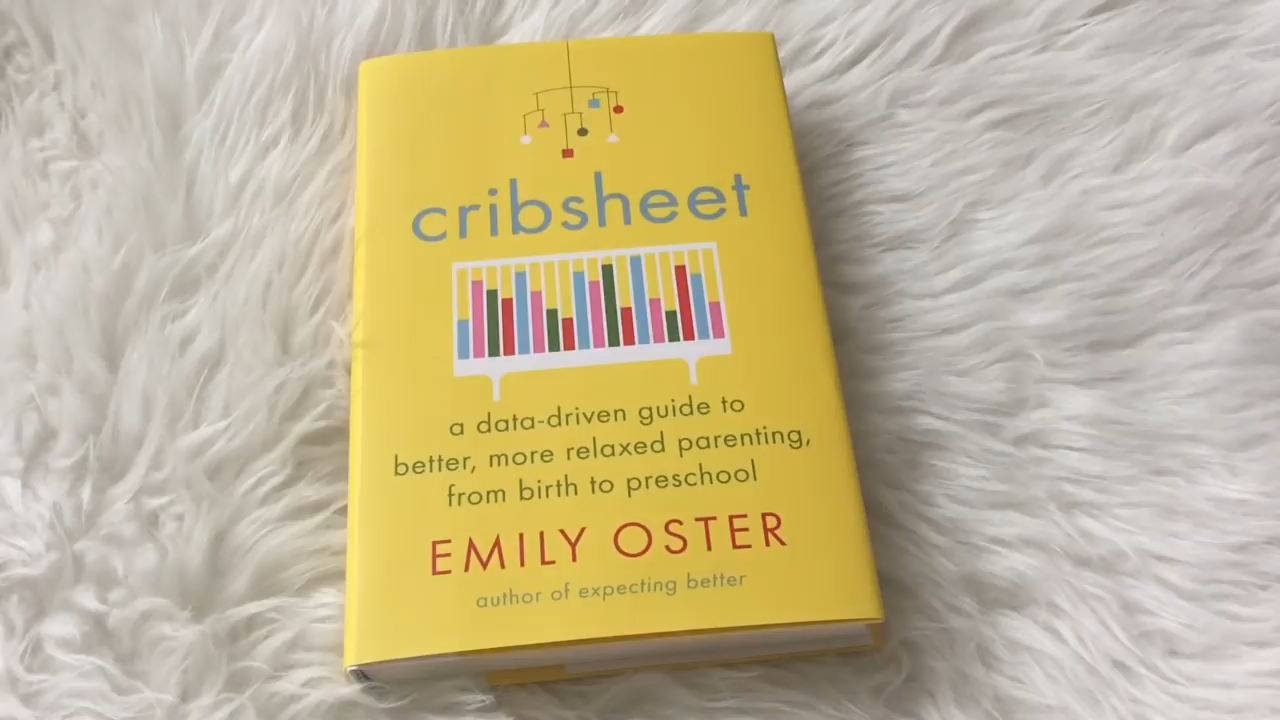 cribsheet
a data-driven guide to
better, more relaxed parenting,
from birth to preschool
EMILY OSTER
author of expecting better